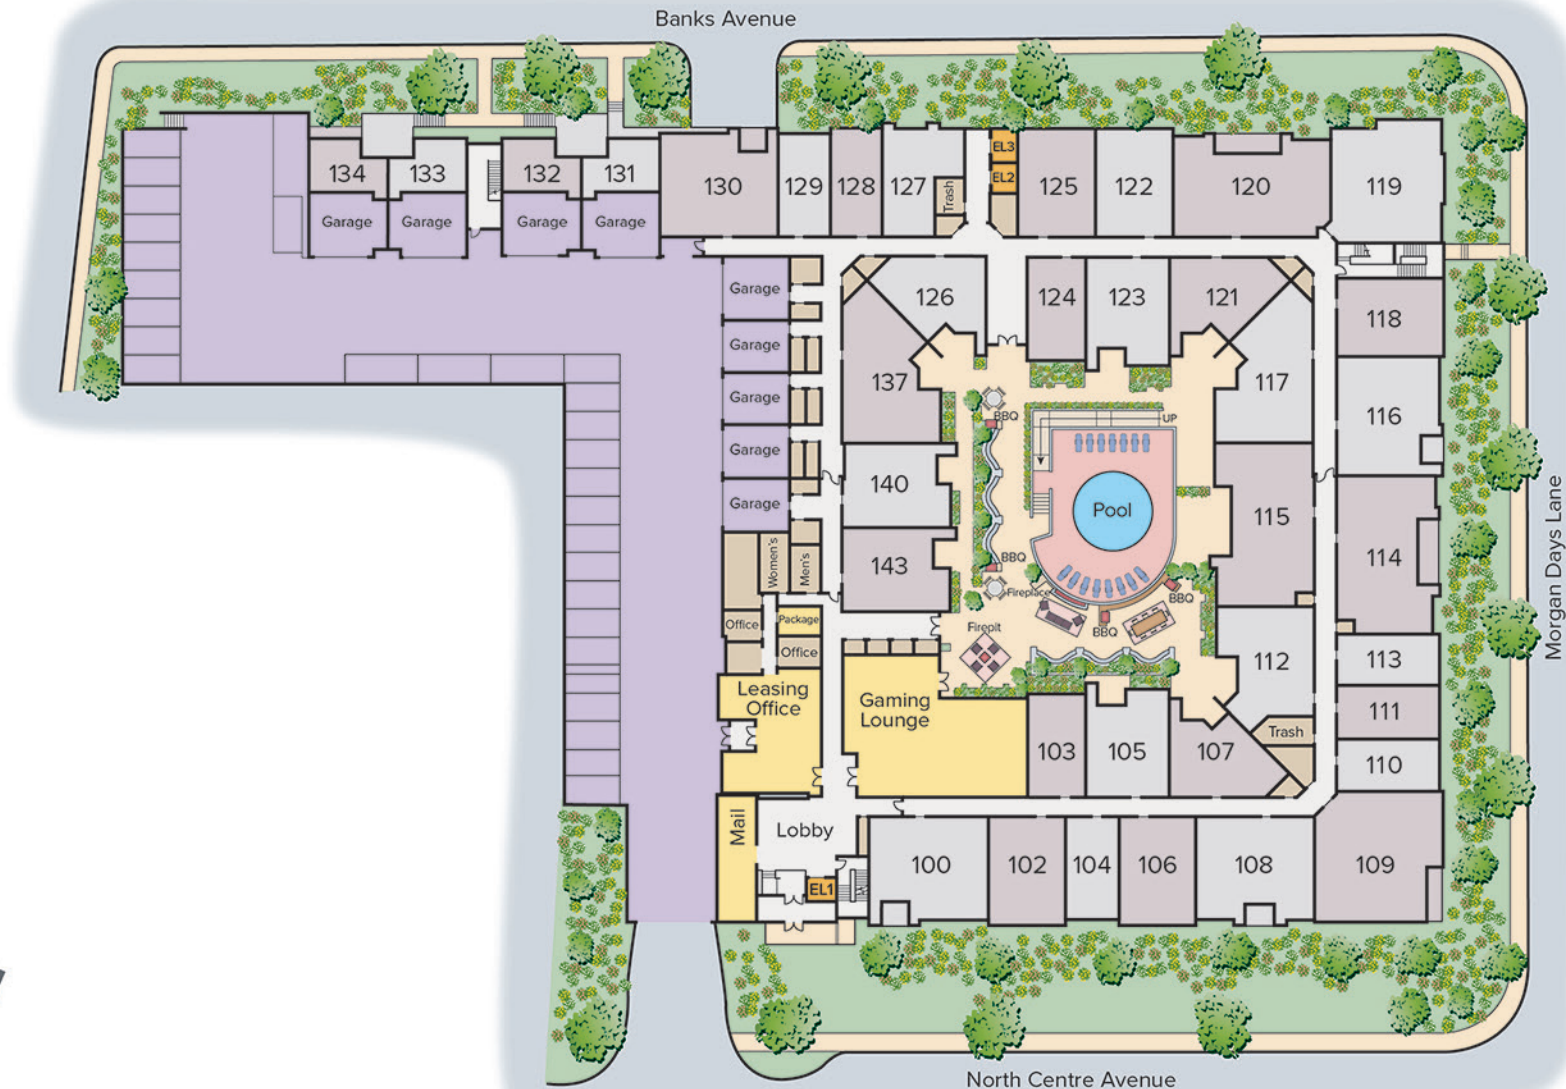 Banks Avenue
134
133
132
131
130
129
128
127
Trash
EL3
EL2
125
122
120
119
Garage
Garage
Garage
Garage
Garage
Garage
Garage
Garage
Garage
126
124
123
121
118
137
117
116
BBQ
UP
140
Pool
115
114
143
Women's
Men's
BBQ
Fireplace
BBQ
BBQ
Firepit
Office
Package
Office
112
113
111
110
Trash
Leasing
Office
Gaming
Lounge
103
105
107
Mail
Lobby
EL1
100
102
104
106
108
109
Morgan Days Lane
North Centre Avenue